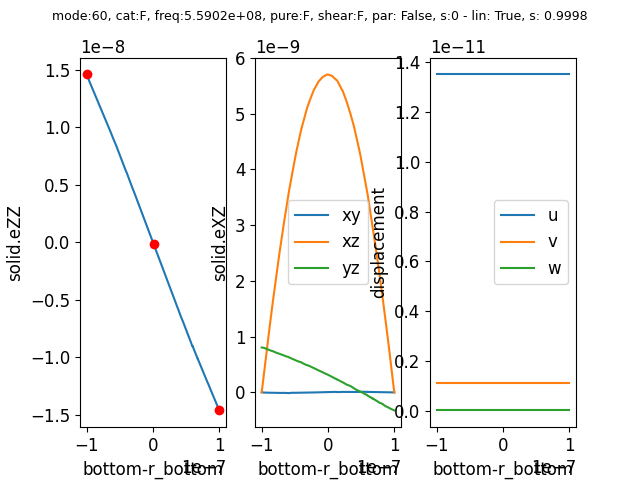 mode:60, cat:F, freq:5.5902e+08, pure:F, shear:F, par: False, s:0 - lin: True, s: 0.9998
1e−8
1.5
1.0
0.5
0.0
−0.5
−1.0
−1.5
solid.eZZ
−1
0
1
1e−7
bottom-r_bottom
1e−9
6
5
4
3
2
1
0
solid.eXZ
xy
xz
yz
−1
0
1
1e−7
bottom-r_bottom
1e−11
1.4
1.2
1.0
0.8
0.6
0.4
0.2
0.0
displacement
u
v
w
−1
0
1
1e−7
bottom-r_bottom